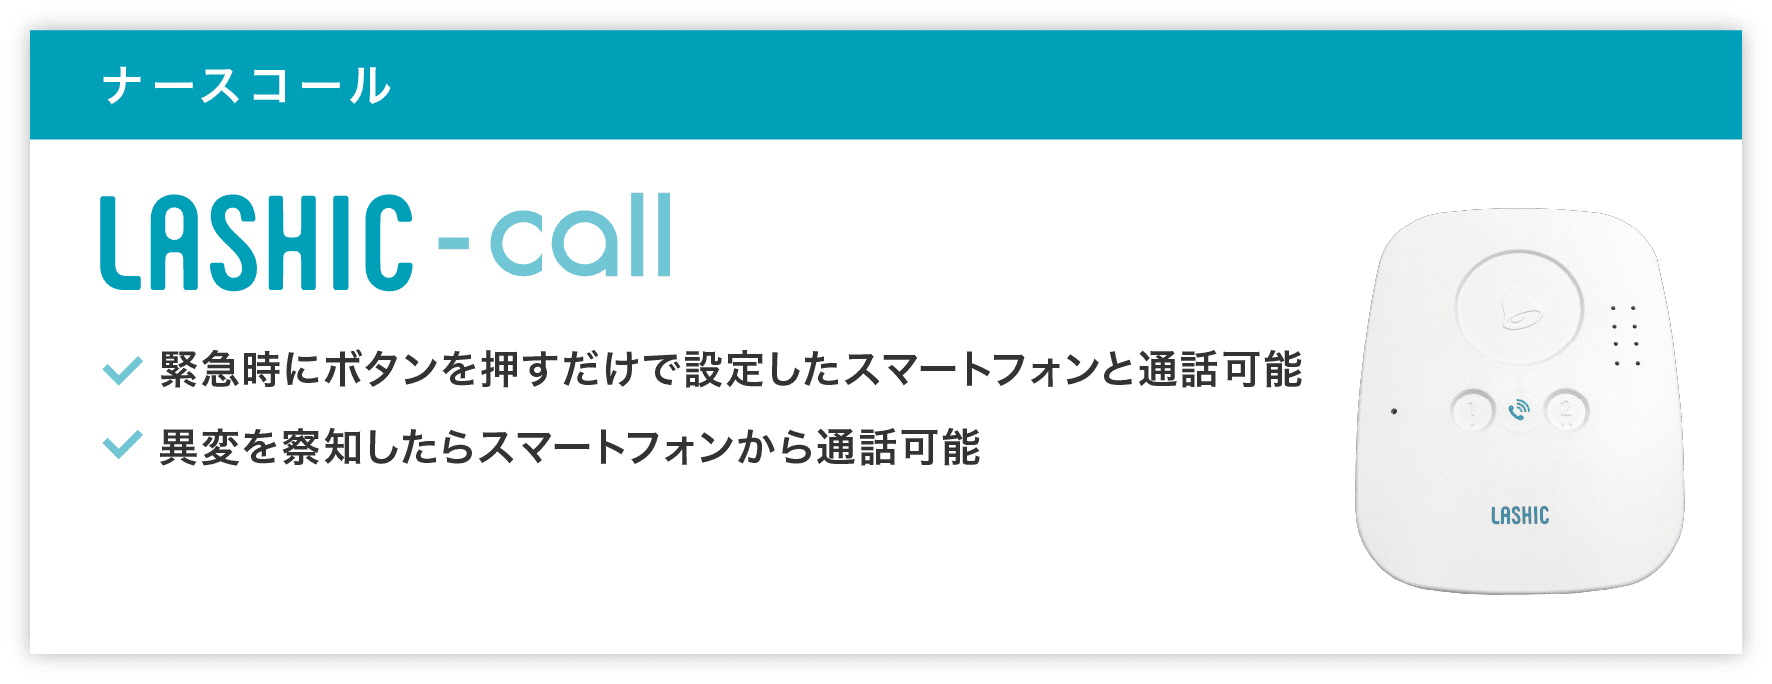 ナースコール
LASHIC - call
緊急時にボタンを押すだけで設定したスマートフォンと通話可能
異変を察知したらスマートフォンから通話可能
1 2
LASHIC